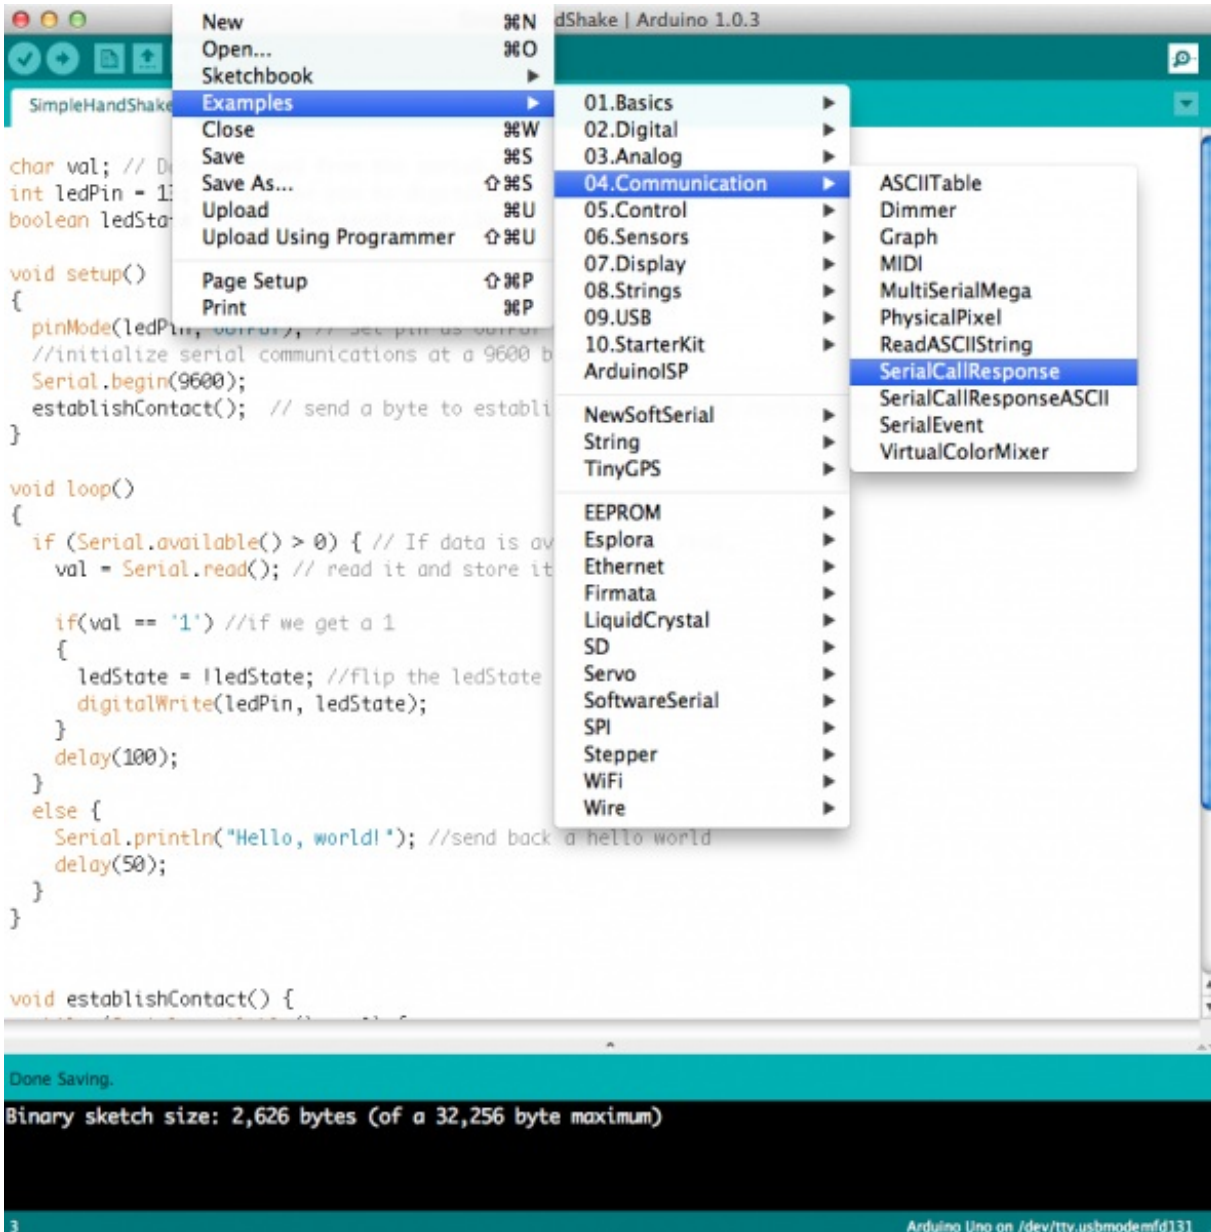 dShake | Arduino 1.0.3
SimpleHandShake
New ⌘N
Open... ⌘O
Sketchbook
Examples
Close ⌘W
Save ⌘S
Save As... ⇧⌘S
Upload ⌘U
Upload Using Programmer ⇧⌘U
Page Setup ⇧⌘P
Print ⌘P
01.Basics
02.Digital
03.Analog
04.Communication
05.Control
06.Sensors
07.Display
08.Strings
09.USB
10.StarterKit
ArduinoISP
NewSoftSerial
String
TinyGPS
EEPROM
Esplora
Ethernet
Firmata
LiquidCrystal
SD
Servo
SoftwareSerial
SPI
Stepper
WiFi
Wire
ASCIITable
Dimmer
Graph
MIDI
MultiSerialMega
PhysicalPixel
ReadASCIIString
SerialCallResponse
SerialCallResponseASCII
SerialEvent
VirtualColorMixer
char val; // D
int ledPin = 13
boolean ledSta
void setup()
{
pinMode(ledPin, OUTPUT); // Set pin as OUTPUT
//initialize serial communications at a 9600 b
Serial.begin(9600);
establishContact(); // send a byte to establi
}
void loop()
{
if (Serial.available() > 0) { // If data is av
val = Serial.read(); // read it and store it
if(val == '1') //if we get a 1
{
ledState = !ledState; //flip the ledState
digitalWrite(ledPin, ledState);
}
delay(100);
}
else {
Serial.println("Hello, world!"); //send back a hello world
delay(50);
}
}
void establishContact() {
Done Saving.
Binary sketch size: 2,626 bytes (of a 32,256 byte maximum)
3
Arduino Uno on /dev/tty.usbmodemfd131